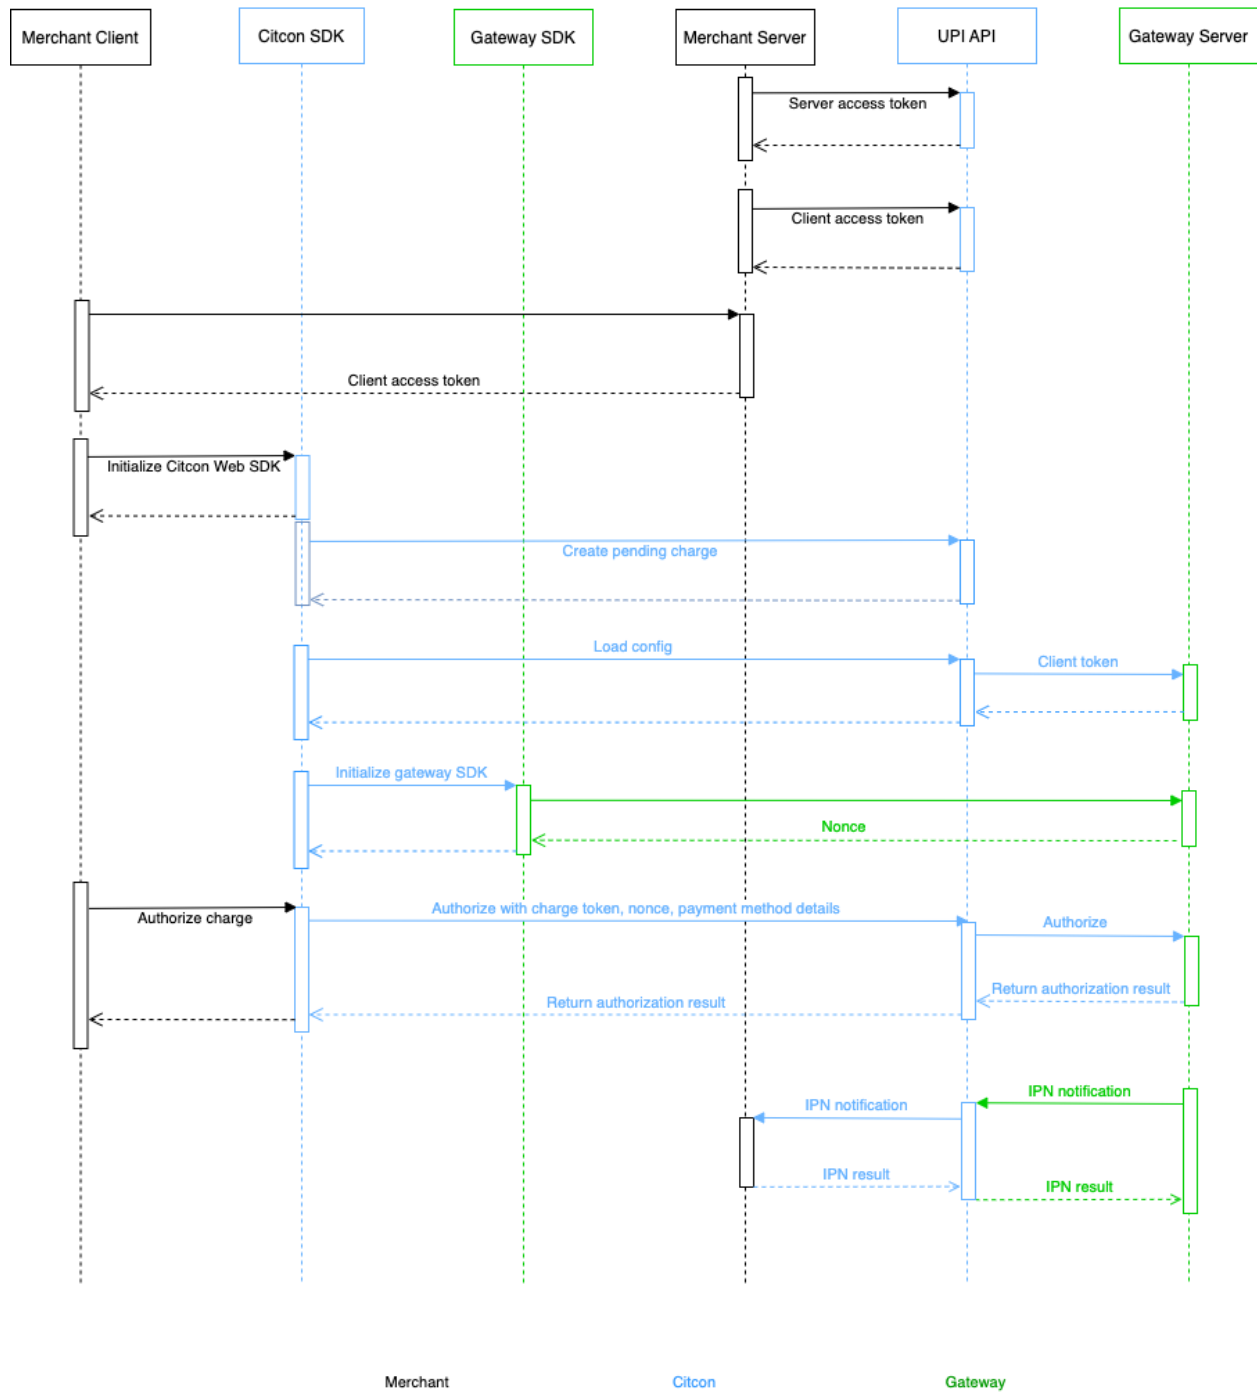 Merchant Client
Citcon SDK
Gateway SDK
Merchant Server
UPI API
Gateway Server
Server access token
Client access token
Client access token
Initialize Citcon Web SDK
Create pending charge
Load config
Client token
Initialize gateway SDK
Nonce
Authorize charge
Authorize with charge token, nonce, payment method details
Authorize
Return authorization result
Return authorization result
IPN notification
IPN notification
IPN result
IPN result
Merchant
Citcon
Gateway